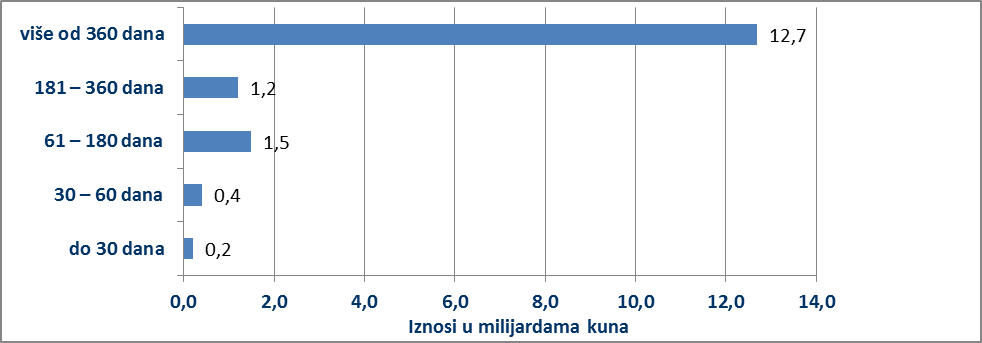 više od 360 dana 12,7
181 – 360 dana 1,2
61 – 180 dana 1,5
30 – 60 dana 0,4
do 30 dana 0,2
0,0 2,0 4,0 6,0 8,0 10,0 12,0 14,0
Iznosi u milijardama kuna